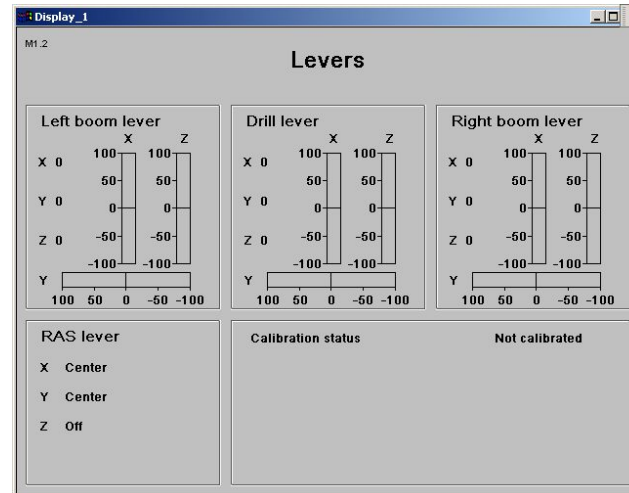 Display_1
M1.2
Levers
Left boom lever
X Z
X 0 100 100
50 50
Y 0 0 0
Z 0 -50 -50
-100 -100
Y
100 50 0 -50 -100
Drill lever
X Z
X 0 100 100
50 50
Y 0 0 0
Z 0 -50 -50
-100 -100
Y
100 50 0 -50 -100
Right boom lever
X Z
X 0 100 100
50 50
Y 0 0 0
Z 0 -50 -50
-100 -100
Y
100 50 0 -50 -100
RAS lever
X Center
Y Center
Z Off
Calibration status Not calibrated